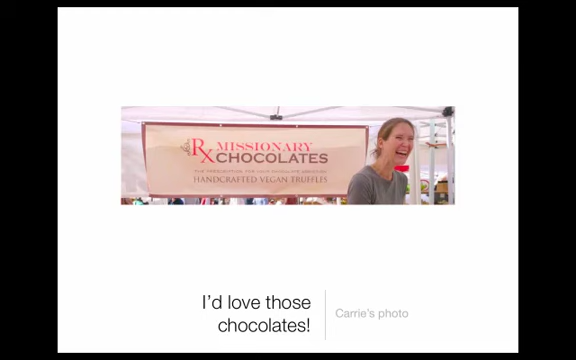 Rx MISSIONARY
CHOCOLATES
HANDCRAFTED VEGAN TRUFFLES
I'd love those
chocolates!
Carrie's photo